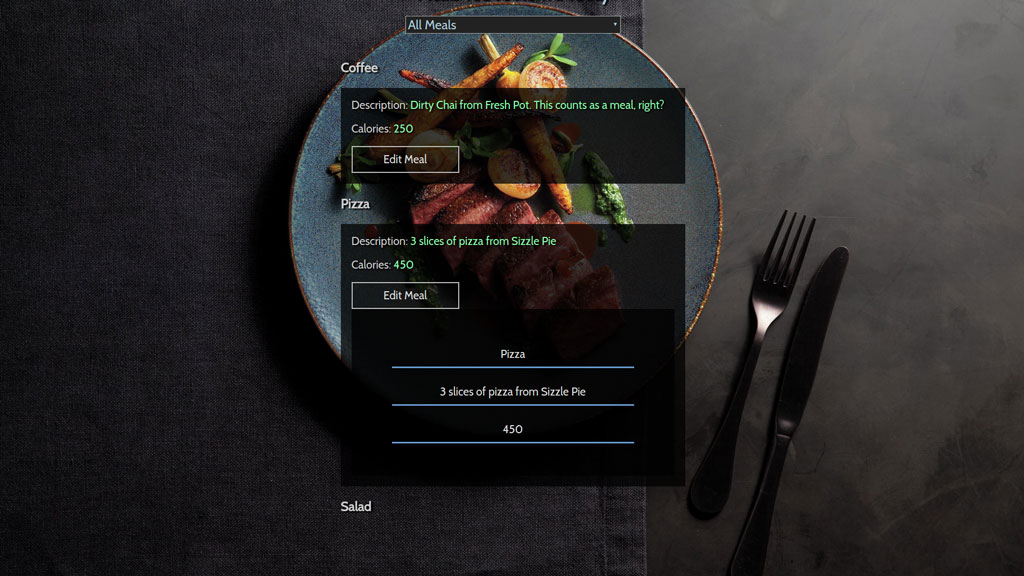 All Meals
Coffee
Description: Dirty Chai from Fresh Pot. This counts as a meal, right?
Calories: 250
Edit Meal
Pizza
Description: 3 slices of pizza from Sizzle Pie
Calories: 450
Edit Meal
Pizza
3 slices of pizza from Sizzle Pie
450
Salad